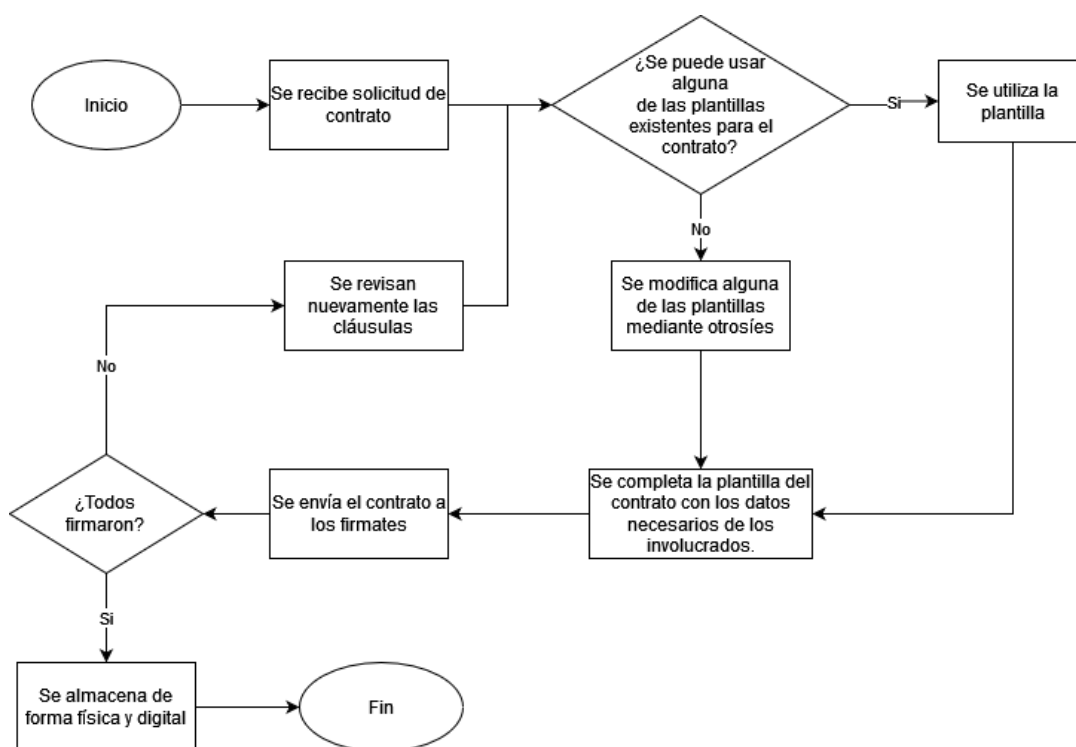 Inicio
Se recibe solicitud de
contrato
¿Se puede usar
alguna
de las plantillas
existentes para el
contrato?
Si
Se utiliza la
plantilla
No
Se modifica alguna
de las plantillas
mediante otrosíes
Se revisan
nuevamente las
cláusulas
No
Se completa la plantilla del
contrato con los datos
necesarios de los
involucrados.
Se envía el contrato a
los firmates
¿Todos
firmaron?
Si
Se almacena de
forma física y digital
Fin